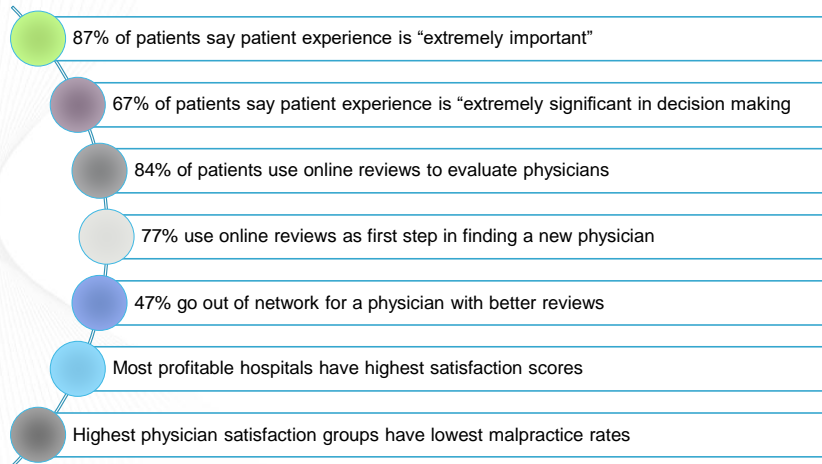 87% of patients say patient experience is “extremely important”
67% of patients say patient experience is “extremely significant in decision making
84% of patients use online reviews to evaluate physicians
77% use online reviews as first step in finding a new physician
47% go out of network for a physician with better reviews
Most profitable hospitals have highest satisfaction scores
Highest physician satisfaction groups have lowest malpractice rates